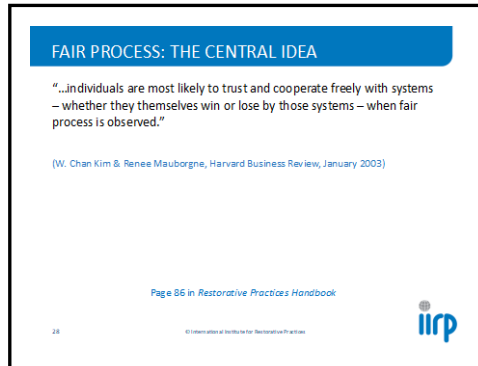 FAIR PROCESS: THE CENTRAL IDEA
“...individuals are most likely to trust and cooperate freely with systems
– whether they themselves win or lose by those systems – when fair
process is observed.”
(W. Chan Kim & Renee Mauborgne, Harvard Business Review, January 2003)
Page 86 in Restorative Practices Handbook
28
© International Institute for Restorative Practices
iirp